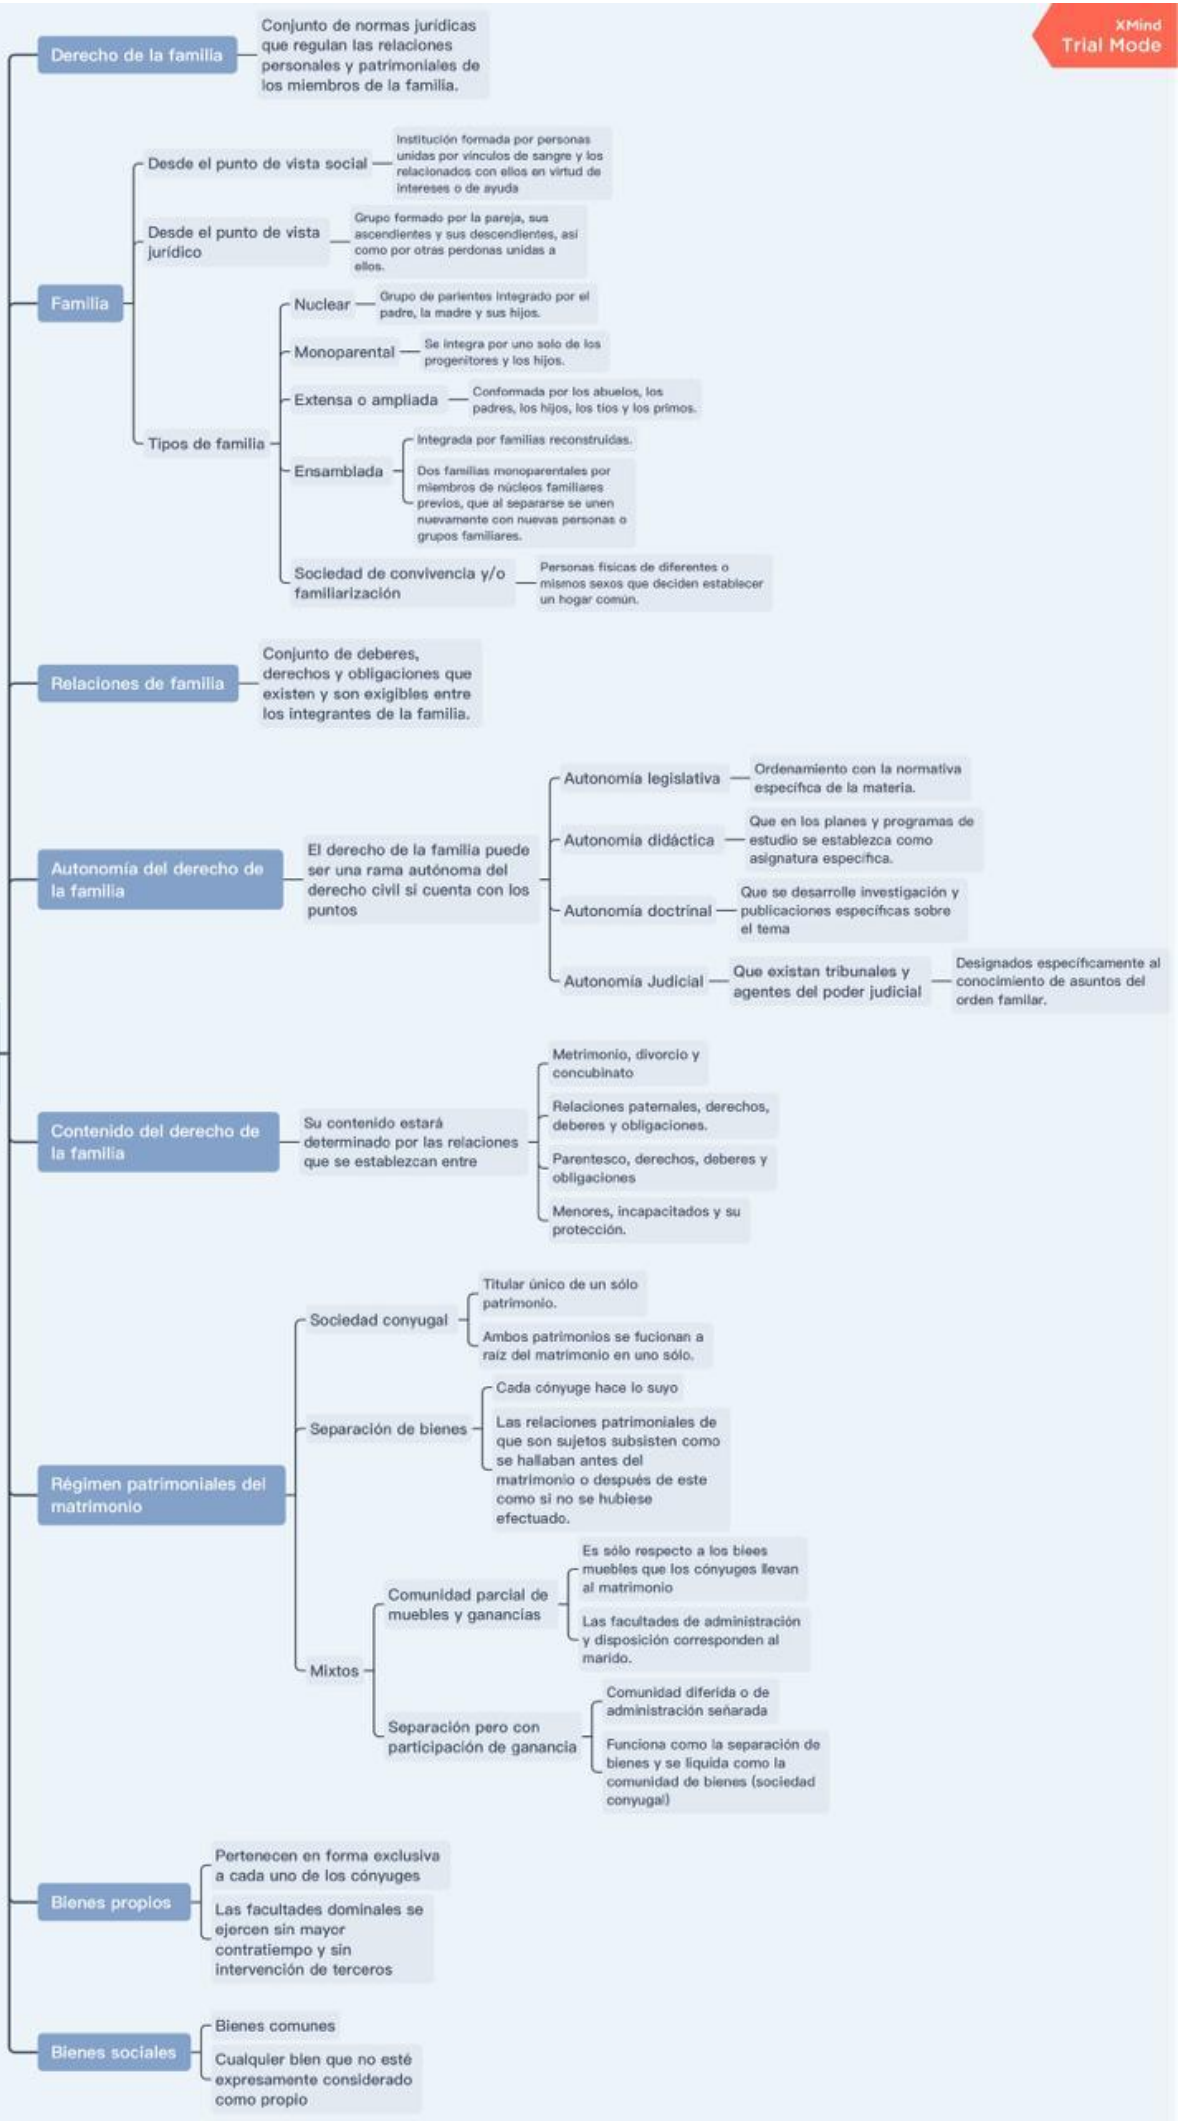 XMind
Trial Mode
Derecho de la familia
Conjunto de normas jurídicas
que regulan las relaciones
personales y patrimoniales de
los miembros de la familia.
Familia
Desde el punto de vista social
Institución formada por personas
unidas por vínculos de sangre y los
relacionados con ellos en virtud de
intereses o de ayuda
Desde el punto de vista
jurídico
Grupo formado por la pareja, sus
ascendientes y sus descendientes, así
como por otras perdonas unidas a
ellos.
Tipos de familia
Nuclear
Grupo de parientes integrado por el
padre, la madre y sus hijos.
Monoparental
Se integra por uno solo de los
progenitores y los hijos.
Extensa o ampliada
Conformada por los abuelos, los
padres, los hijos, los tíos y los primos.
Ensamblada
Integrada por familias reconstruidas.
Dos familias monoparentales por
miembros de núcleos familiares
previos, que al separarse se unen
nuevamente con nuevas personas o
grupos familiares.
Sociedad de convivencia y/o
familiarización
Personas físicas de diferentes o
mismos sexos que deciden establecer
un hogar común.
Relaciones de familia
Conjunto de deberes,
derechos y obligaciones que
existen y son exigibles entre
los integrantes de la familia.
Autonomía del derecho de
la familia
El derecho de la familia puede
ser una rama autónoma del
derecho civil si cuenta con los
puntos
Autonomía legislativa
Ordenamiento con la normativa
específica de la materia.
Autonomía didáctica
Que en los planes y programas de
estudio se establezca como
asignatura específica.
Autonomía doctrinal
Que se desarrolle investigación y
publicaciones específicas sobre
el tema
Autonomía Judicial
Que existan tribunales y
agentes del poder judicial
Designados específicamente al
conocimiento de asuntos del
orden familar.
Contenido del derecho de
la familia
Su contenido estará
determinado por las relaciones
que se establezcan entre
Metrimonio, divorcio y
concubinato
Relaciones paternales, derechos,
deberes y obligaciones.
Parentesco, derechos, deberes y
obligaciones
Menores, incapacitados y su
protección.
Régimen patrimoniales del
matrimonio
Sociedad conyugal
Titular único de un sólo
patrimonio.
Ambos patrimonios se fucionan a
raíz del matrimonio en uno sólo.
Separación de bienes
Cada cónyuge hace lo suyo
Las relaciones patrimoniales de
que son sujetos subsisten como
se hallaban antes del
matrimonio o después de este
como si no se hubiese
efectuado.
Mixtos
Comunidad parcial de
muebles y ganancias
Es sólo respecto a los biees
muebles que los cónyuges llevan
al matrimonio
Las facultades de administración
y disposición corresponden al
marido.
Separación pero con
participación de ganancia
Comunidad diferida o de
administración señarada
Funciona como la separación de
bienes y se liquida como la
comunidad de bienes (sociedad
conyugal)
Bienes propios
Pertenecen en forma exclusiva
a cada uno de los cónyuges
Las facultades dominales se
ejercen sin mayor
contratiempo y sin
intervención de terceros
Bienes sociales
Bienes comunes
Cualquier bien que no esté
expresamente considerado
como propio